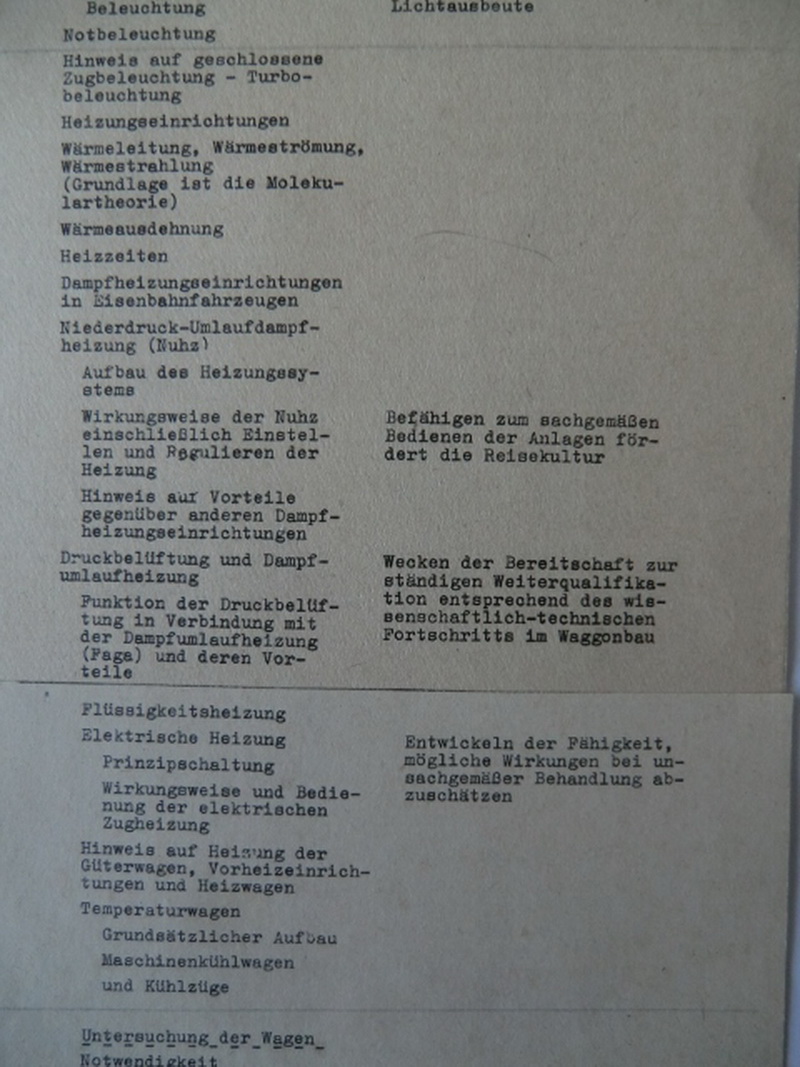 Beleuchtung
Lichtausbeute
Notbeleuchtung
Hinweis auf geschlossene
Zugbeleuchtung - Turbo-
beleuchtung
Heizungseinrichtungen
Wärmeleitung, Wärmeströmung,
Wärmestrahlung
(Grundlage ist die Moleku-
lartheorie)
Wärmeausdehnung
Heizzeiten
Dampfheizungseinrichtungen
in Eisenbahnfahrzeugen
Niederdruck-Umlaufdampf-
heizung (Nuhz)
Aufbau des Heizungssy-
stems
Wirkungsweise der Nuhz
einschließlich Einstel-
len und Regulieren der
Heizung
Befähigen zum sachgemäßen
Bedienen der Anlagen för-
dert die Reisekultur
Hinweis auf Vorteile
gegenüber anderen Dampf-
heizungseinrichtungen
Druckbelüftung und Dampf-
umlaufheizung
Funktion der Druckbelüf-
tung in Verbindung mit
der Dampfumlaufheizung
(Faga) und deren Vor-
teile
Wecken der Bereitschaft zur
ständigen Weiterqualifika-
tion entsprechend des wis-
senschaftlich-technischen
Fortschritts im Waggonbau
Flüssigkeitsheizung
Elektrische Heizung
Prinzipschaltung
Wirkungsweise und Bedie-
nung der elektrischen
Zugheizung
Entwickeln der Fähigkeit,
mögliche Wirkungen bei un-
sachgemäßer Behandlung ab-
zuschätzen
Hinweis auf Heizung der
Güterwagen, Vorheizeinrich-
tungen und Heizwagen
Temperaturwagen
Grundsätzlicher Aufbau
Maschinenkühlwagen
und Kühlzüge
Untersuchung der Wagen
Notwendigkeit